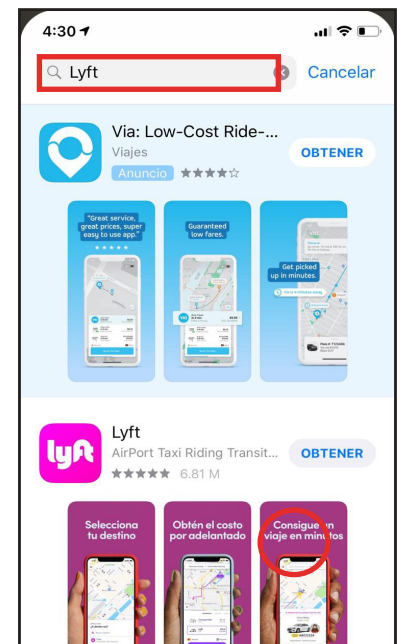 4:30
Lyft
Cancelar
Via: Low-Cost Ride-...
Viajes
OBTENER
Anuncio
"Great service,
great prices, super
easy to use app."
Guaranteed
low fares.
Get picked
up in minutes.
lyft
Lyft
AirPort Taxi Riding Transit...
OBTENER
6.81 M
Selecciona
tu destino
Obtén el costo
por adelantado
Consigue un
viaje en minutos